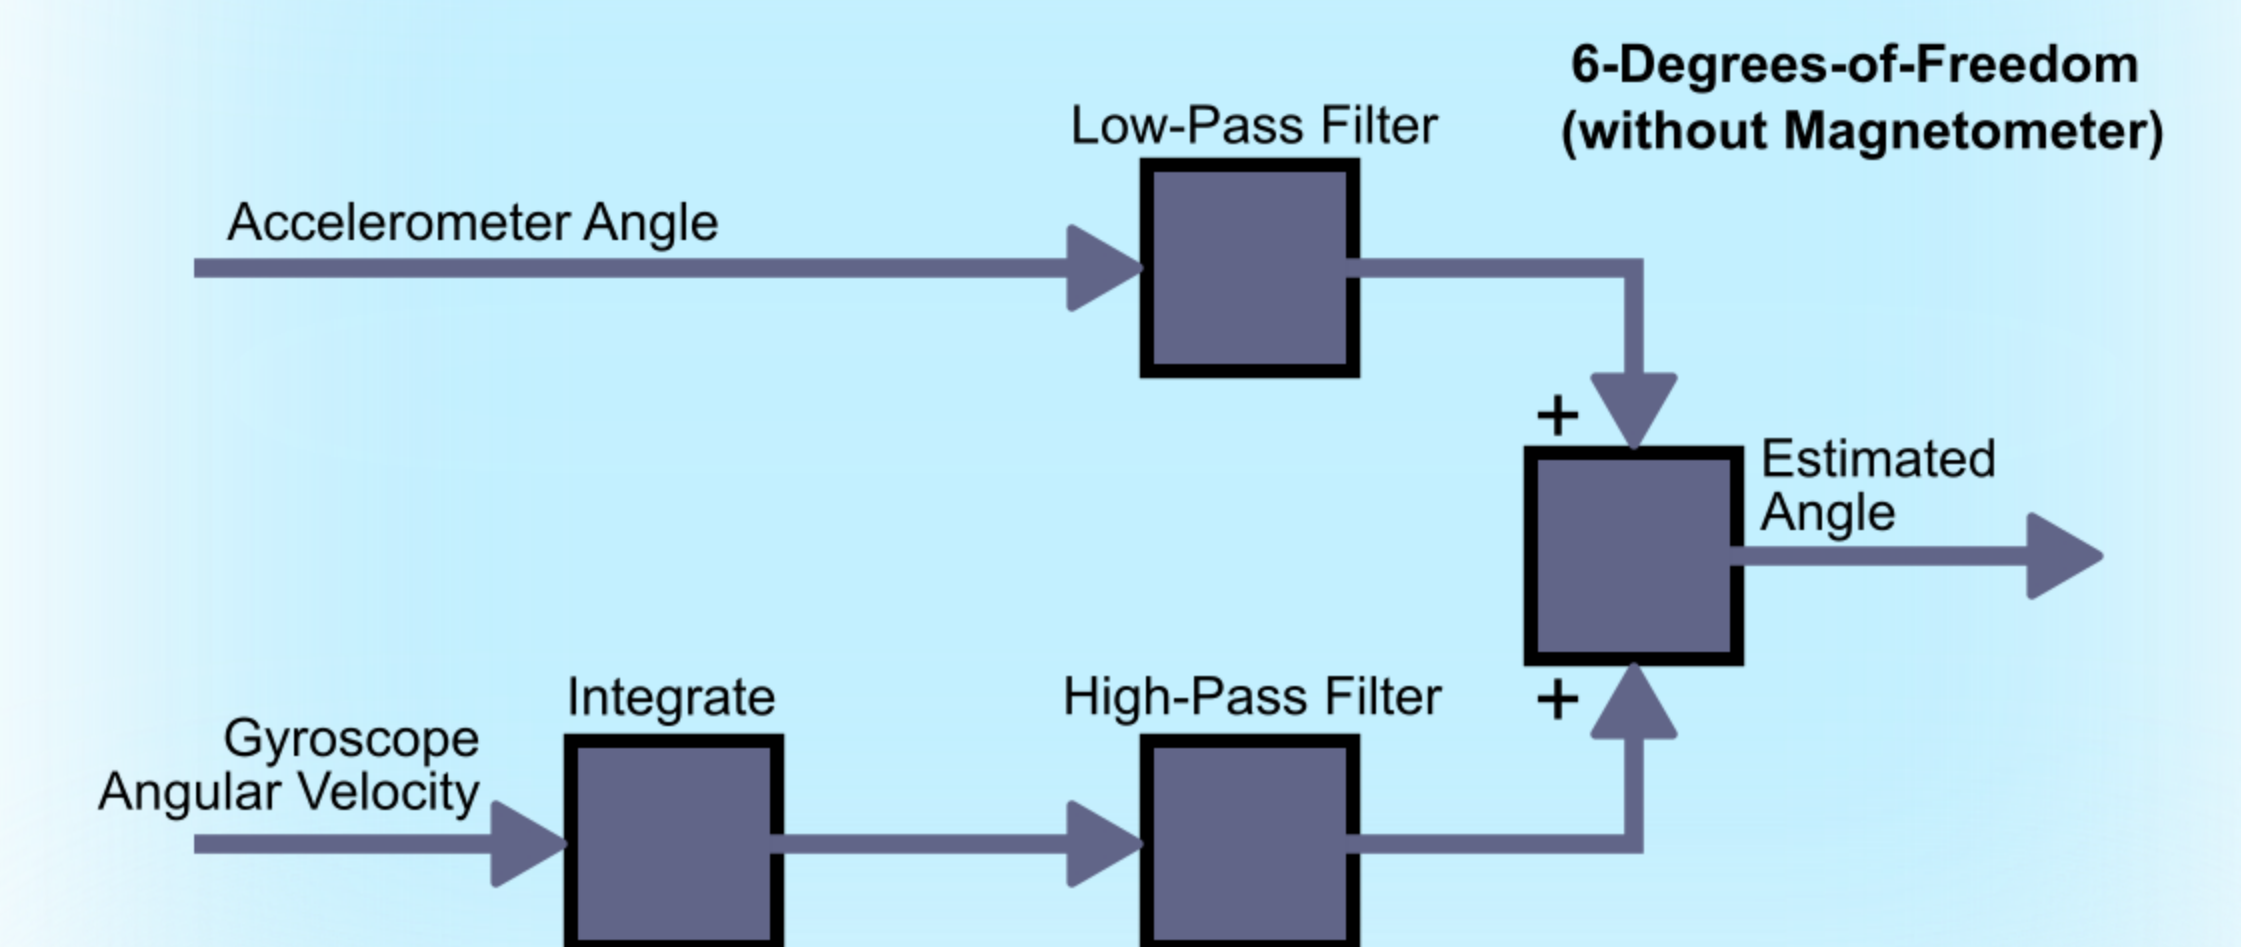 6-Degrees-of-Freedom
(without Magnetometer)
Low-Pass Filter
Accelerometer Angle
+
Estimated
Angle
Integrate
High-Pass Filter
+
Gyroscope
Angular Velocity